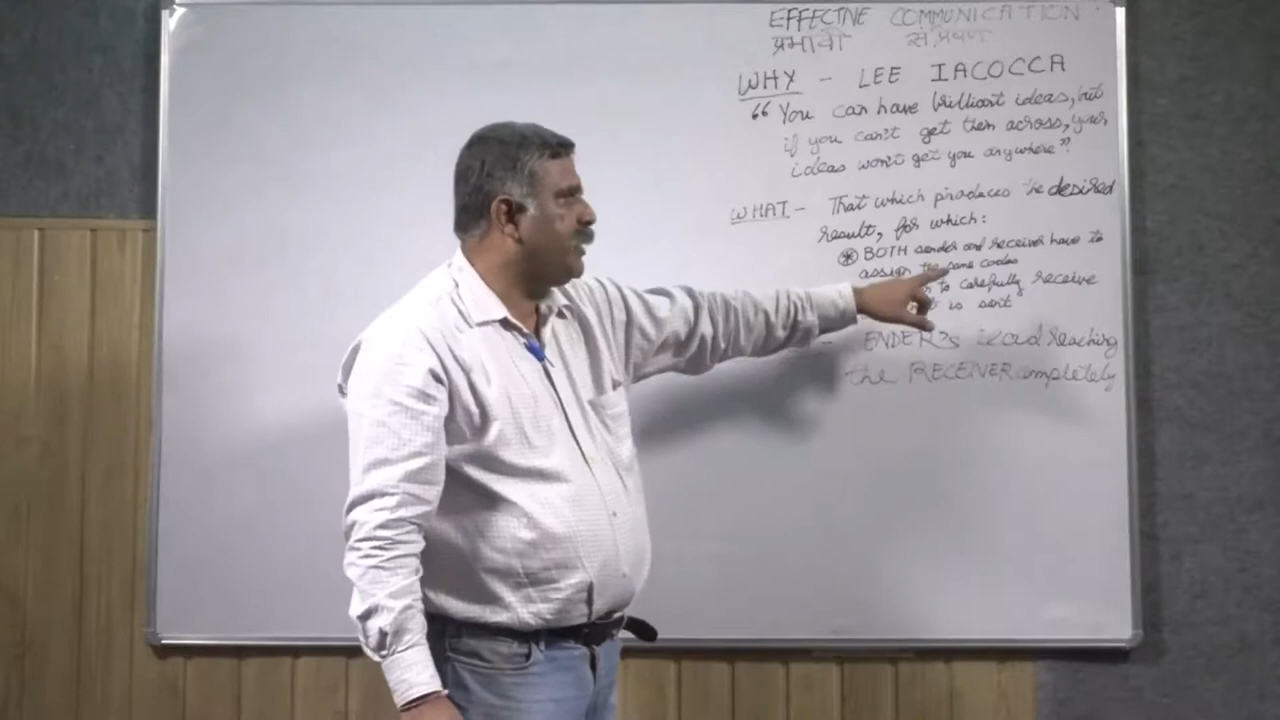 EFFECTIVE COMMUNICATION
प्रभावी संप्रेषण
WHY - LEE IACOCCA
"You can have brilliant ideas, but
if you can't get them across, your
ideas won't get you anywhere".
WHAT - That which produces the desired
result, for which:
BOTH sender and receiver have to
assign the same codes
to carefully receive
is sent
ENDER's reaching
the RECEIVER completely